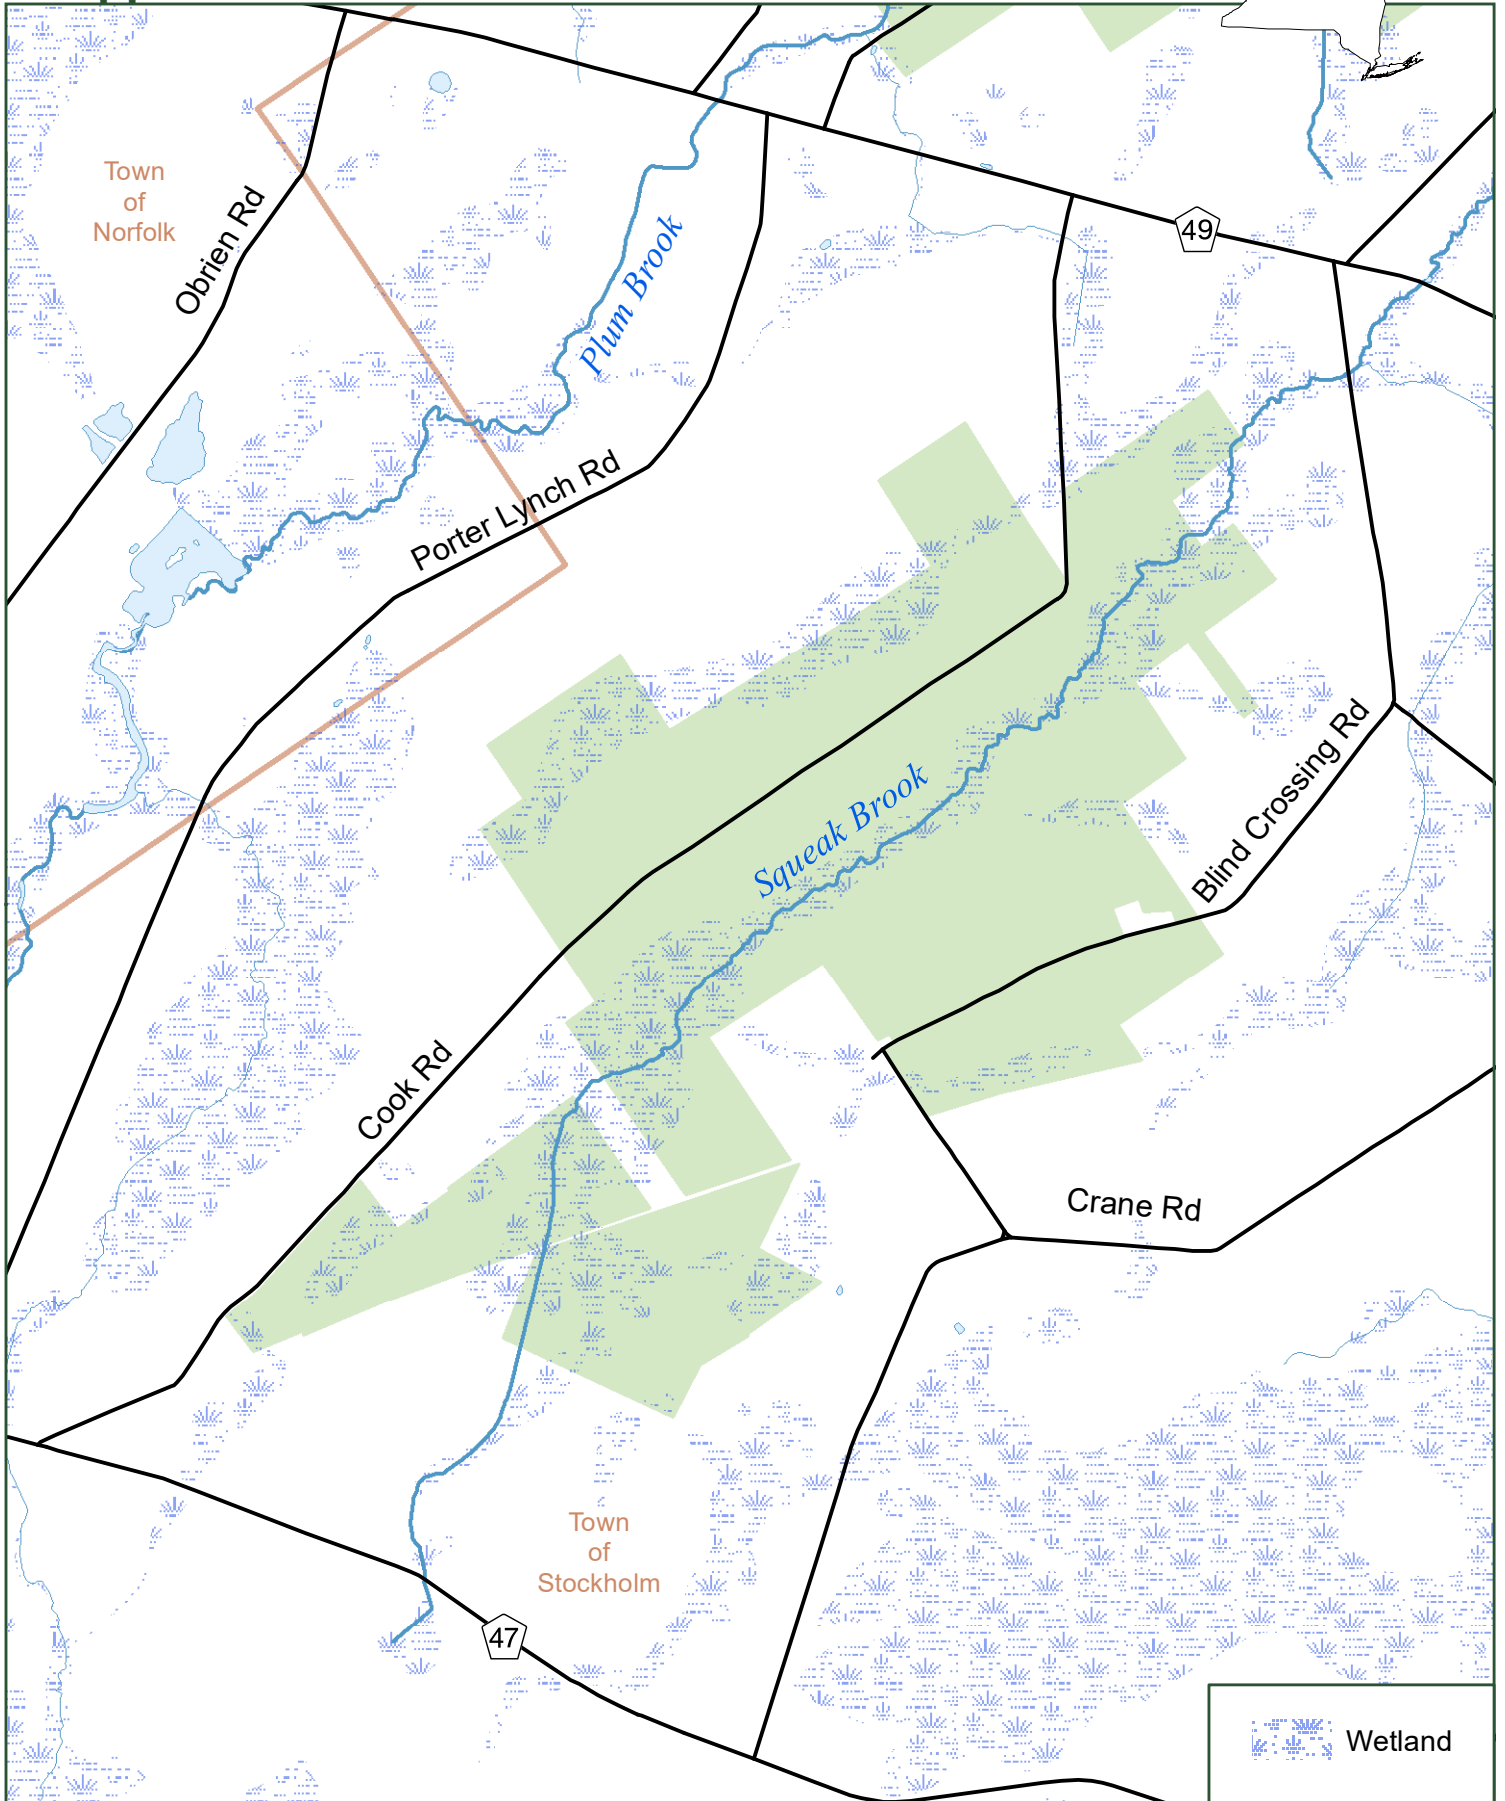 Town
of
Norfolk
Obrien Rd
Plum Brook
49
Porter Lynch Rd
Squeak Brook
Blind Crossing Rd
Cook Rd
Crane Rd
Town
of
Stockholm
47
Wetland